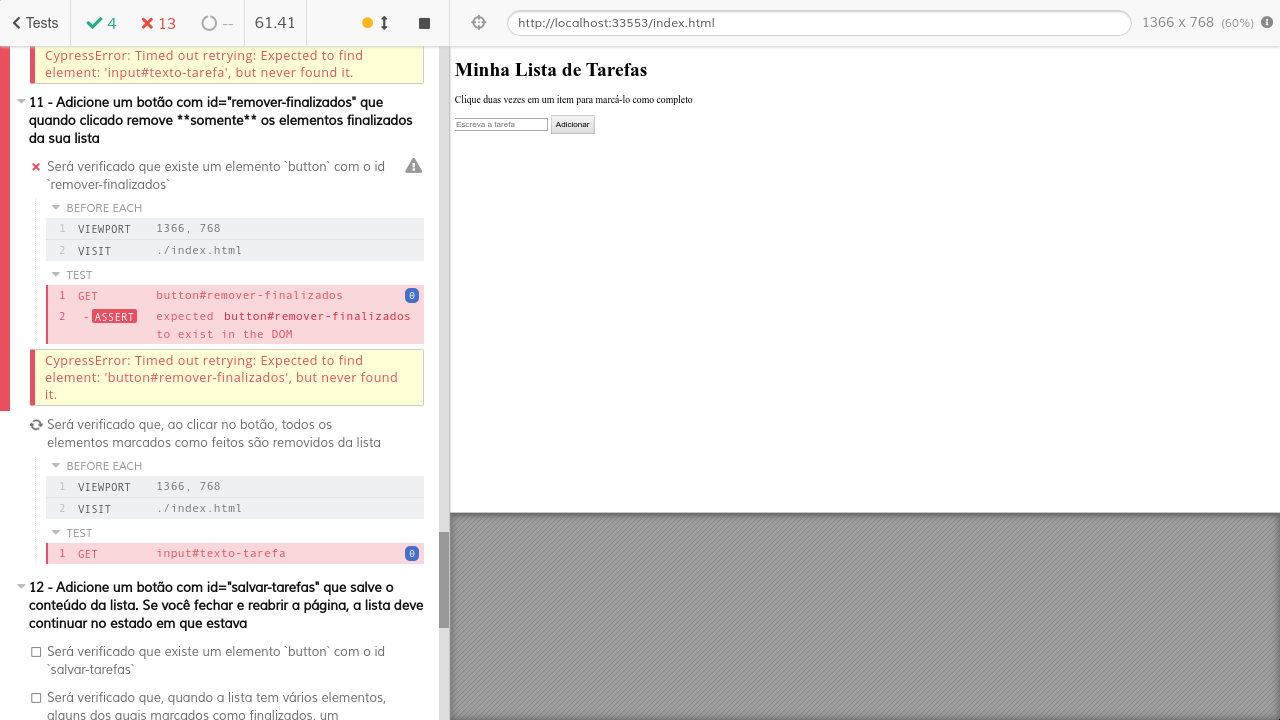 Tests
4
13
--
61.41
http://localhost:33553/index.html
1366 x 768 (60%)
CypressError: Timed out retrying: Expected to find
element: 'input#texto-tarefa', but never found it.
11 - Adicione um botão com id="remover-finalizados" que
quando clicado remove **somente** os elementos finalizados
da sua lista
Será verificado que existe um elemento `button` com o id
`remover-finalizados`
BEFORE EACH
1 VIEWPORT 1366, 768
2 VISIT ./index.html
TEST
1 GET button#remover-finalizados 0
2 -ASSERT expected button#remover-finalizados
to exist in the DOM
CypressError: Timed out retrying: Expected to find
element: 'button#remover-finalizados', but never found
it.
Será verificado que, ao clicar no botão, todos os
elementos marcados como feitos são removidos da lista
BEFORE EACH
1 VIEWPORT 1366, 768
2 VISIT ./index.html
TEST
1 GET input#texto-tarefa 0
12 - Adicione um botão com id="salvar-tarefas" que salve o
conteúdo da lista. Se você fechar e reabrir a página, a lista deve
continuar no estado em que estava
Será verificado que existe um elemento `button` com o id
`salvar-tarefas`
Será verificado que, quando a lista tem vários elementos,
alguns dos quais marcados como finalizados, um
Minha Lista de Tarefas
Clique duas vezes em um item para marcá-lo como completo
Escreva a tarefa
Adicionar